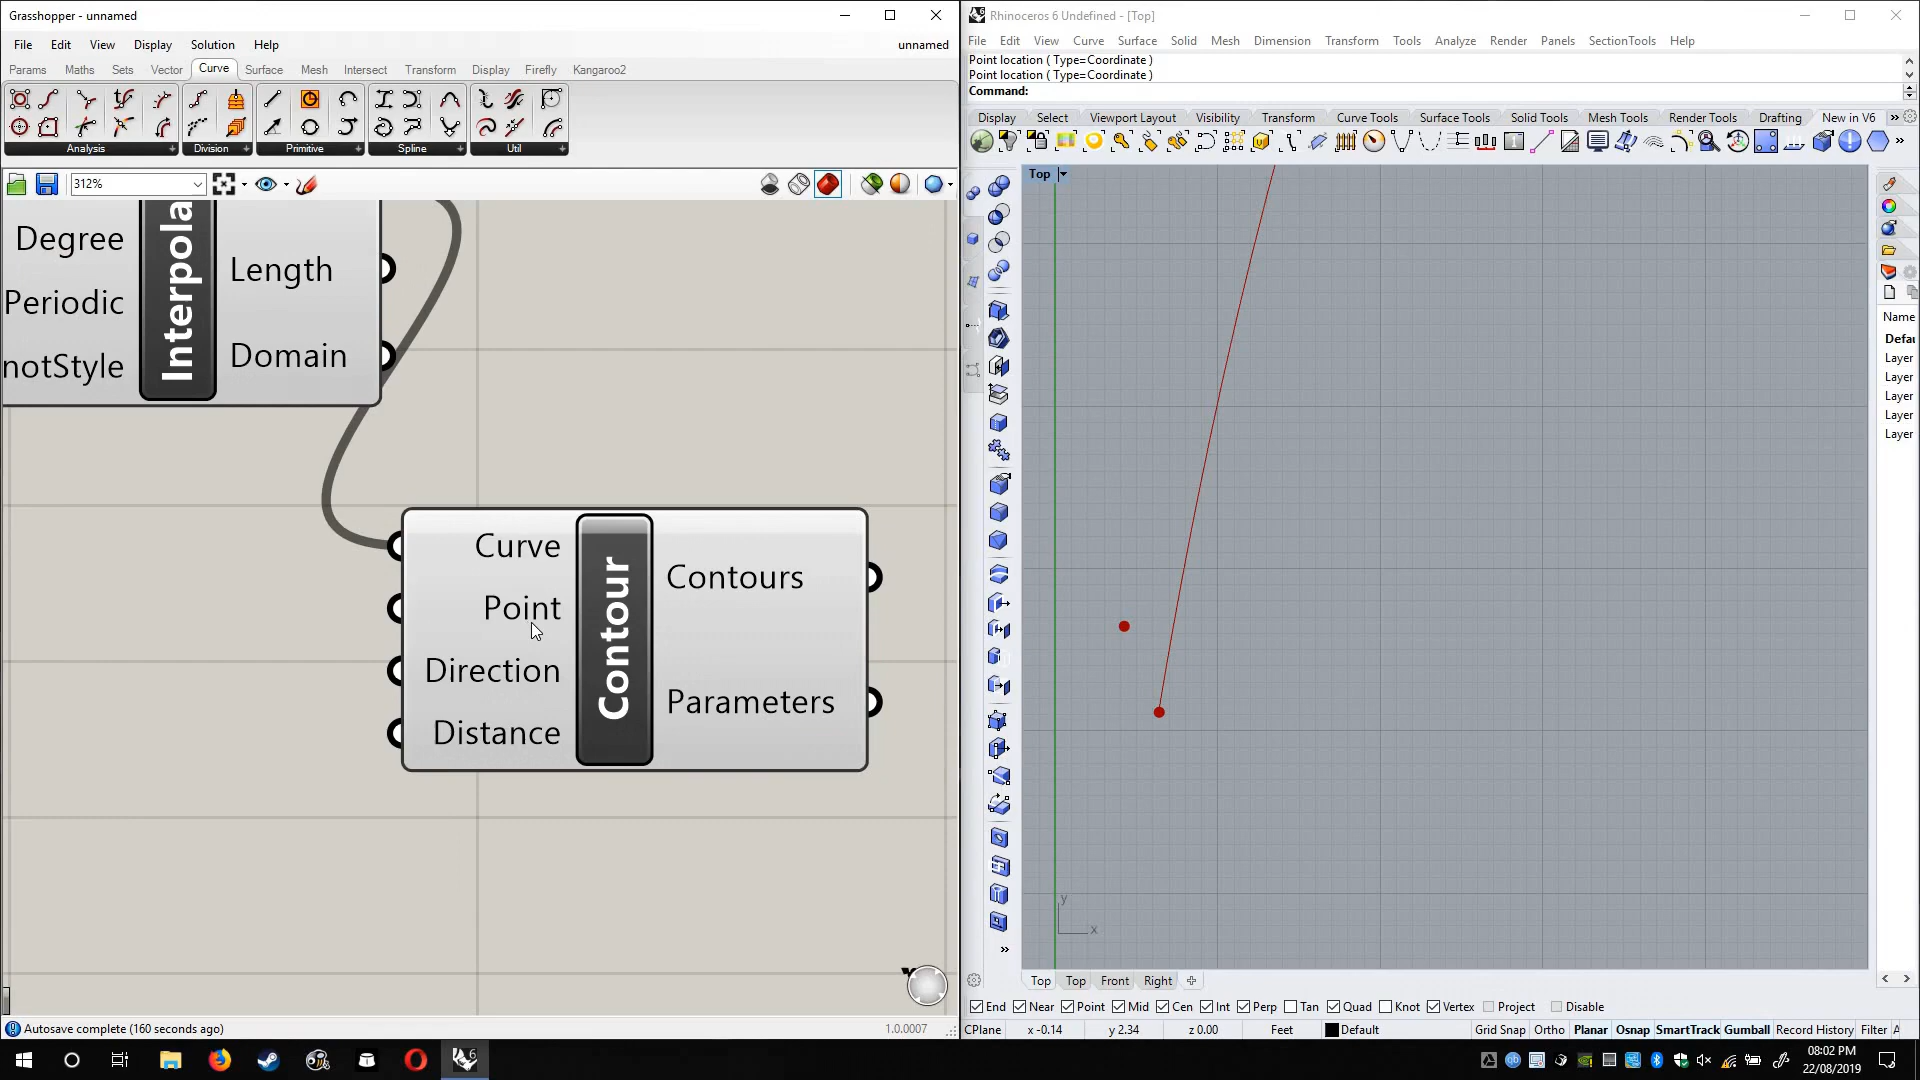 Grasshopper - unnamed
File Edit View Display Solution Help
unnamed
Params Maths Sets Vector Curve Surface Mesh Intersect Transform Display Firefly Kangaroo2
Analysis Division Primitive Spline Util
312%
Degree
Periodic
notStyle
Interpola
Length
Domain
Curve
Point
Direction
Distance
Contour
Contours
Parameters
Autosave complete (160 seconds ago)
1.0.0007
Rhinoceros 6 Undefined - [Top]
File Edit View Curve Surface Solid Mesh Dimension Transform Tools Analyze Render Panels SectionTools Help
Point location ( Type=Coordinate )
Point location ( Type=Coordinate )
Command:
Display Select Viewport Layout Visibility Transform Curve Tools Surface Tools Solid Tools Mesh Tools Render Tools Drafting New in V6
Top
Name
Defau
Layer
Layer
Layer
Layer
Layer
y
x
Top Top Front Right
End Near Point Mid Cen Int Perp Tan Quad Knot Vertex Project Disable
CPlane x -0.14 y 2.34 z 0.00 Feet Default Grid Snap Ortho Planar Osnap SmartTrack Gumball Record History Filter A
08:02 PM
22/08/2019